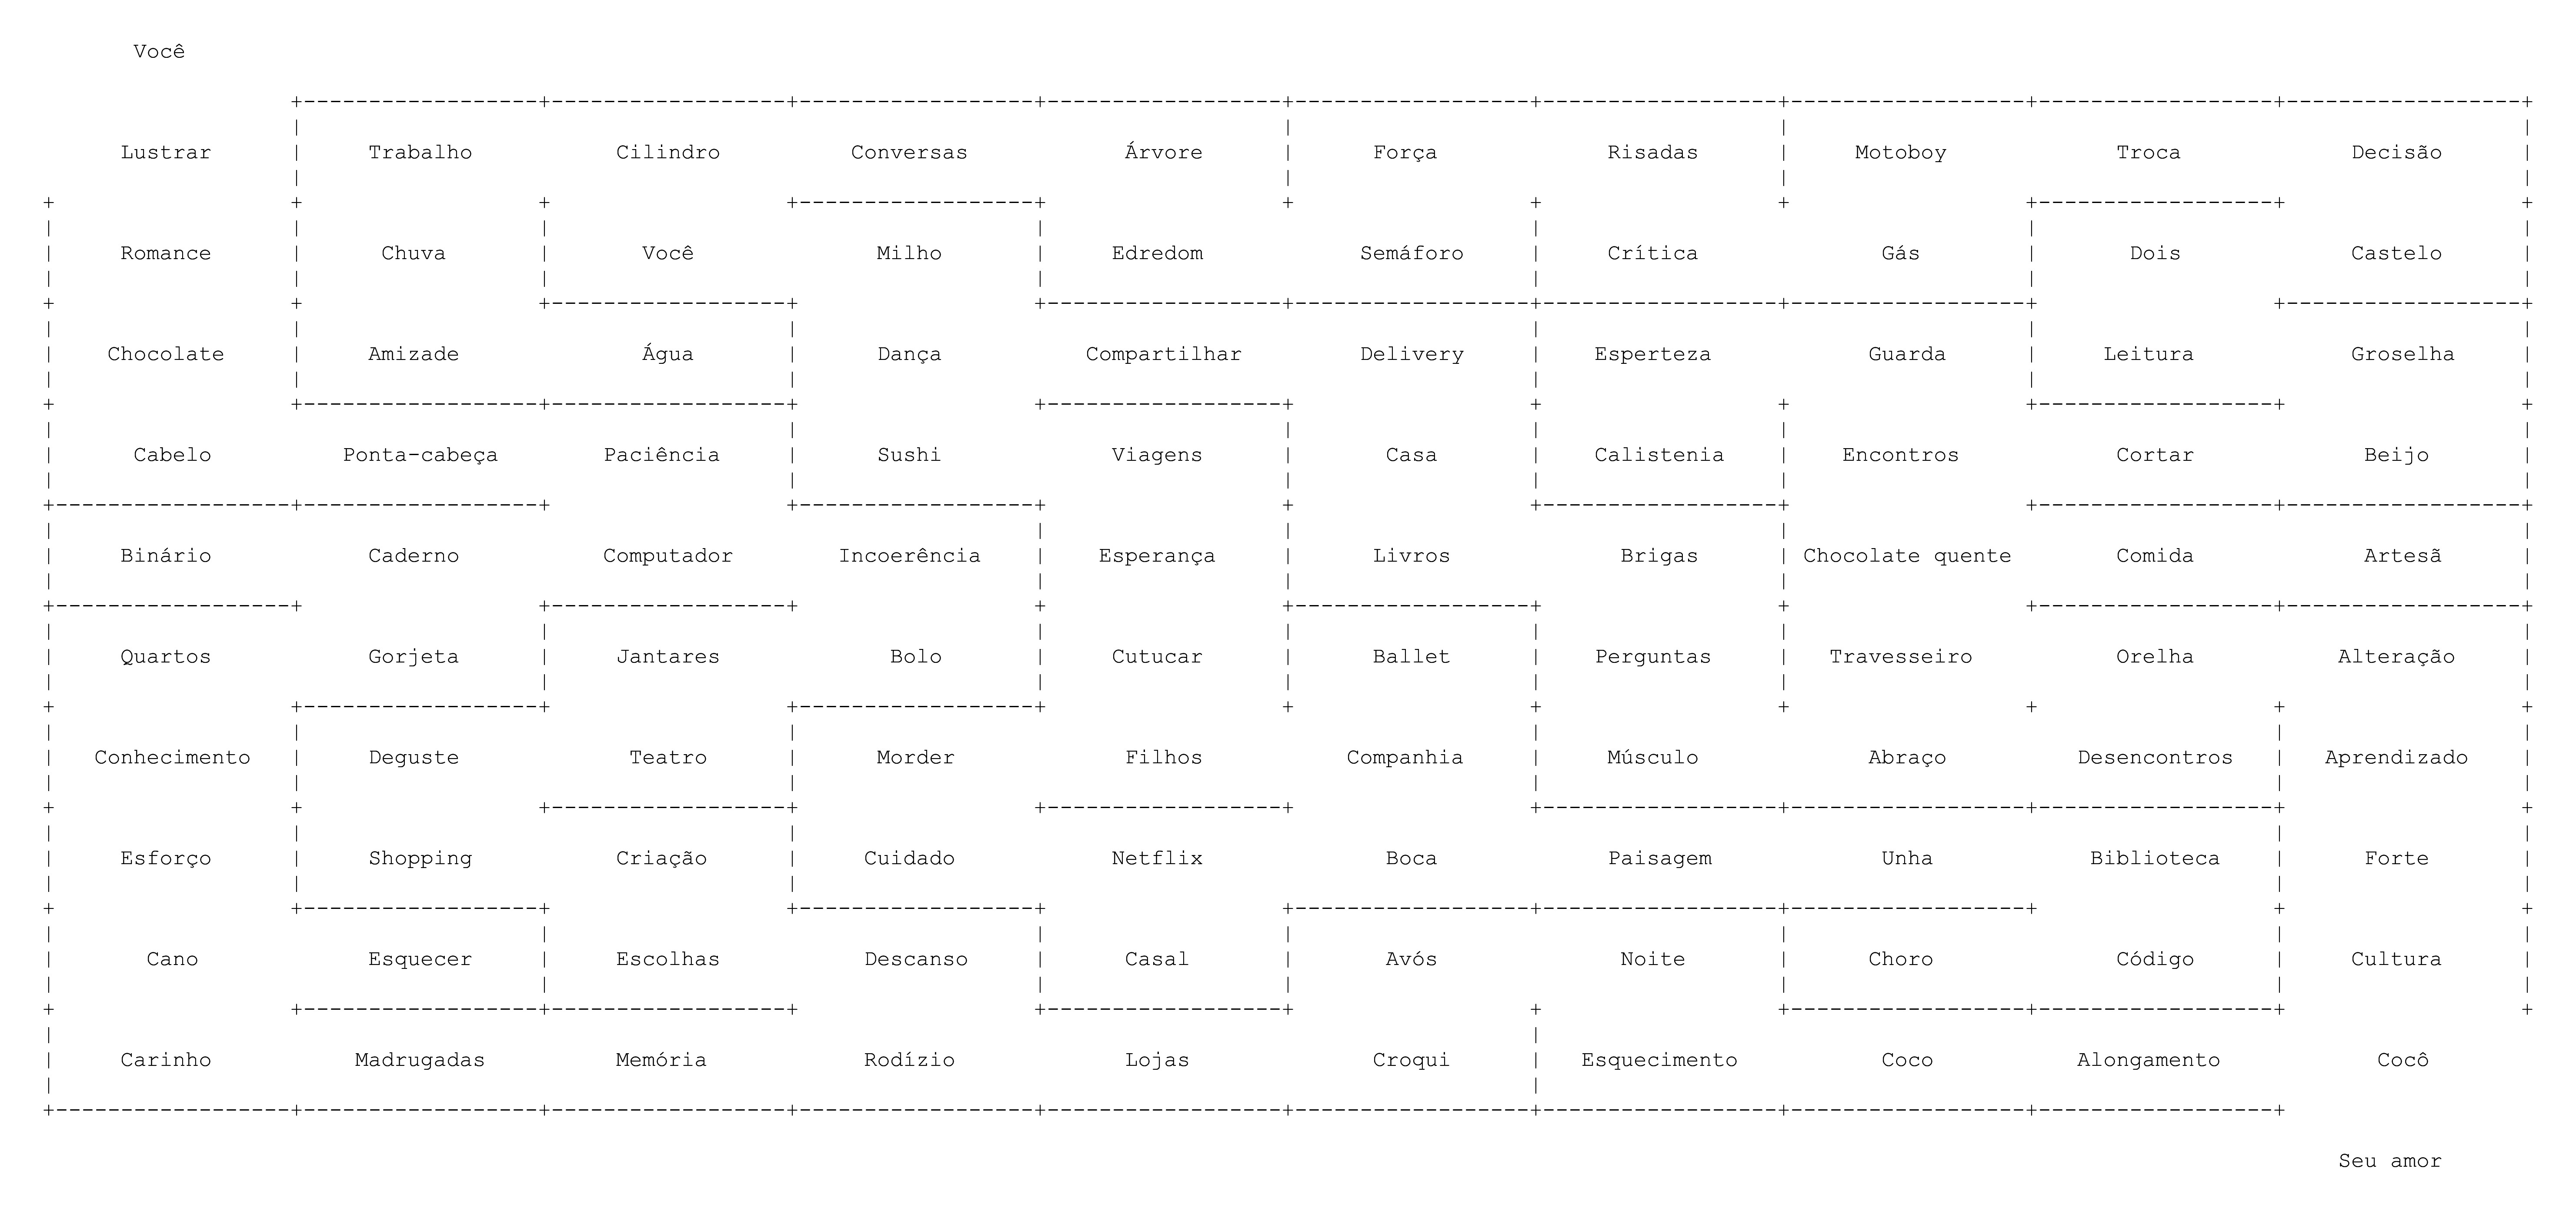 Você
Lustrar Trabalho Cilindro Conversas Árvore Força Risadas Motoboy Troca Decisão
Romance Chuva Você Milho Edredom Semáforo Crítica Gás Dois Castelo
Chocolate Amizade Água Dança Compartilhar Delivery Esperteza Guarda Leitura Groselha
Cabelo Ponta-cabeça Paciência Sushi Viagens Casa Calistenia Encontros Cortar Beijo
Binário Caderno Computador Incoerência Esperança Livros Brigas Chocolate quente Comida Artesã
Quartos Gorjeta Jantares Bolo Cutucar Ballet Perguntas Travesseiro Orelha Alteração
Conhecimento Deguste Teatro Morder Filhos Companhia Músculo Abraço Desencontros Aprendizado
Esforço Shopping Criação Cuidado Netflix Boca Paisagem Unha Biblioteca Forte
Cano Esquecer Escolhas Descanso Casal Avós Noite Choro Código Cultura
Carinho Madrugadas Memória Rodízio Lojas Croqui Esquecimento Coco Alongamento Cocô
Seu amor